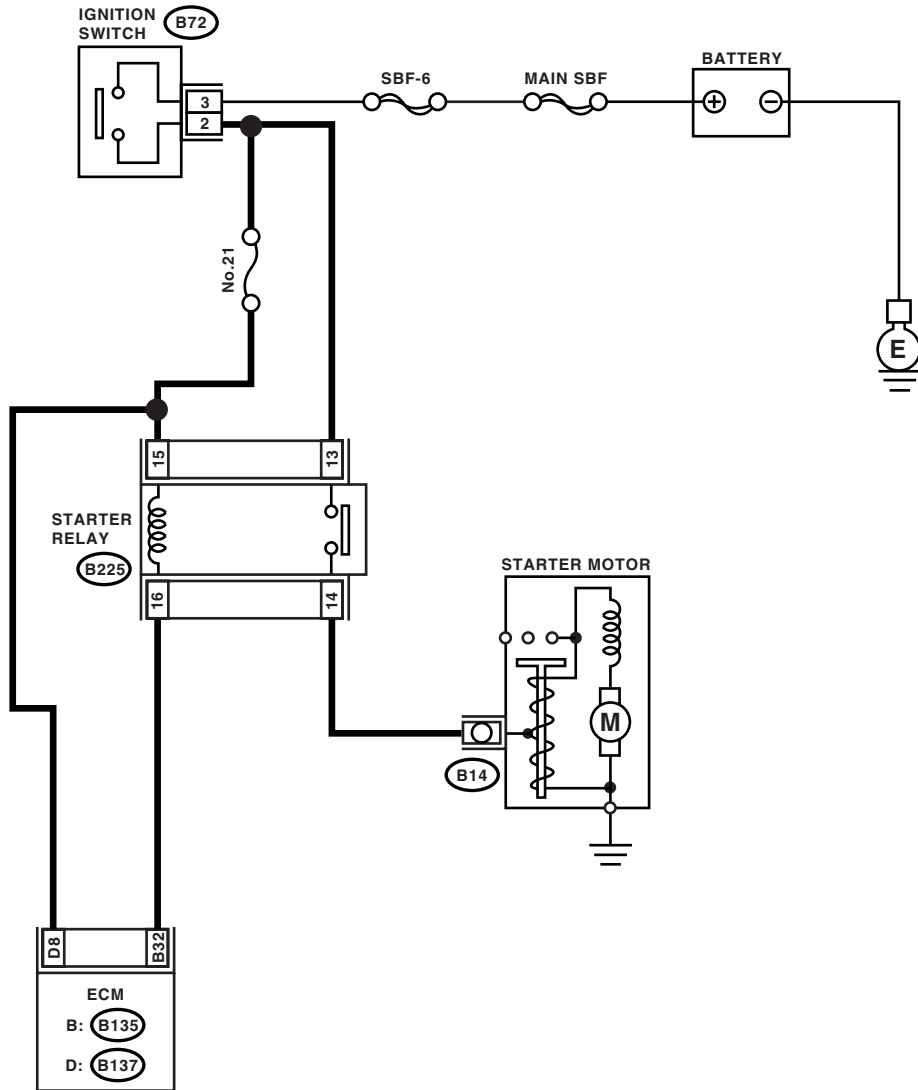 IGNITION
SWITCH
B72
SBF-6
MAIN SBF
BATTERY
3
2
+
−
No.21
E
15
13
STARTER
RELAY
B225
16
14
STARTER MOTOR
M
B14
D8
B32
ECM
B: B135
D: B137